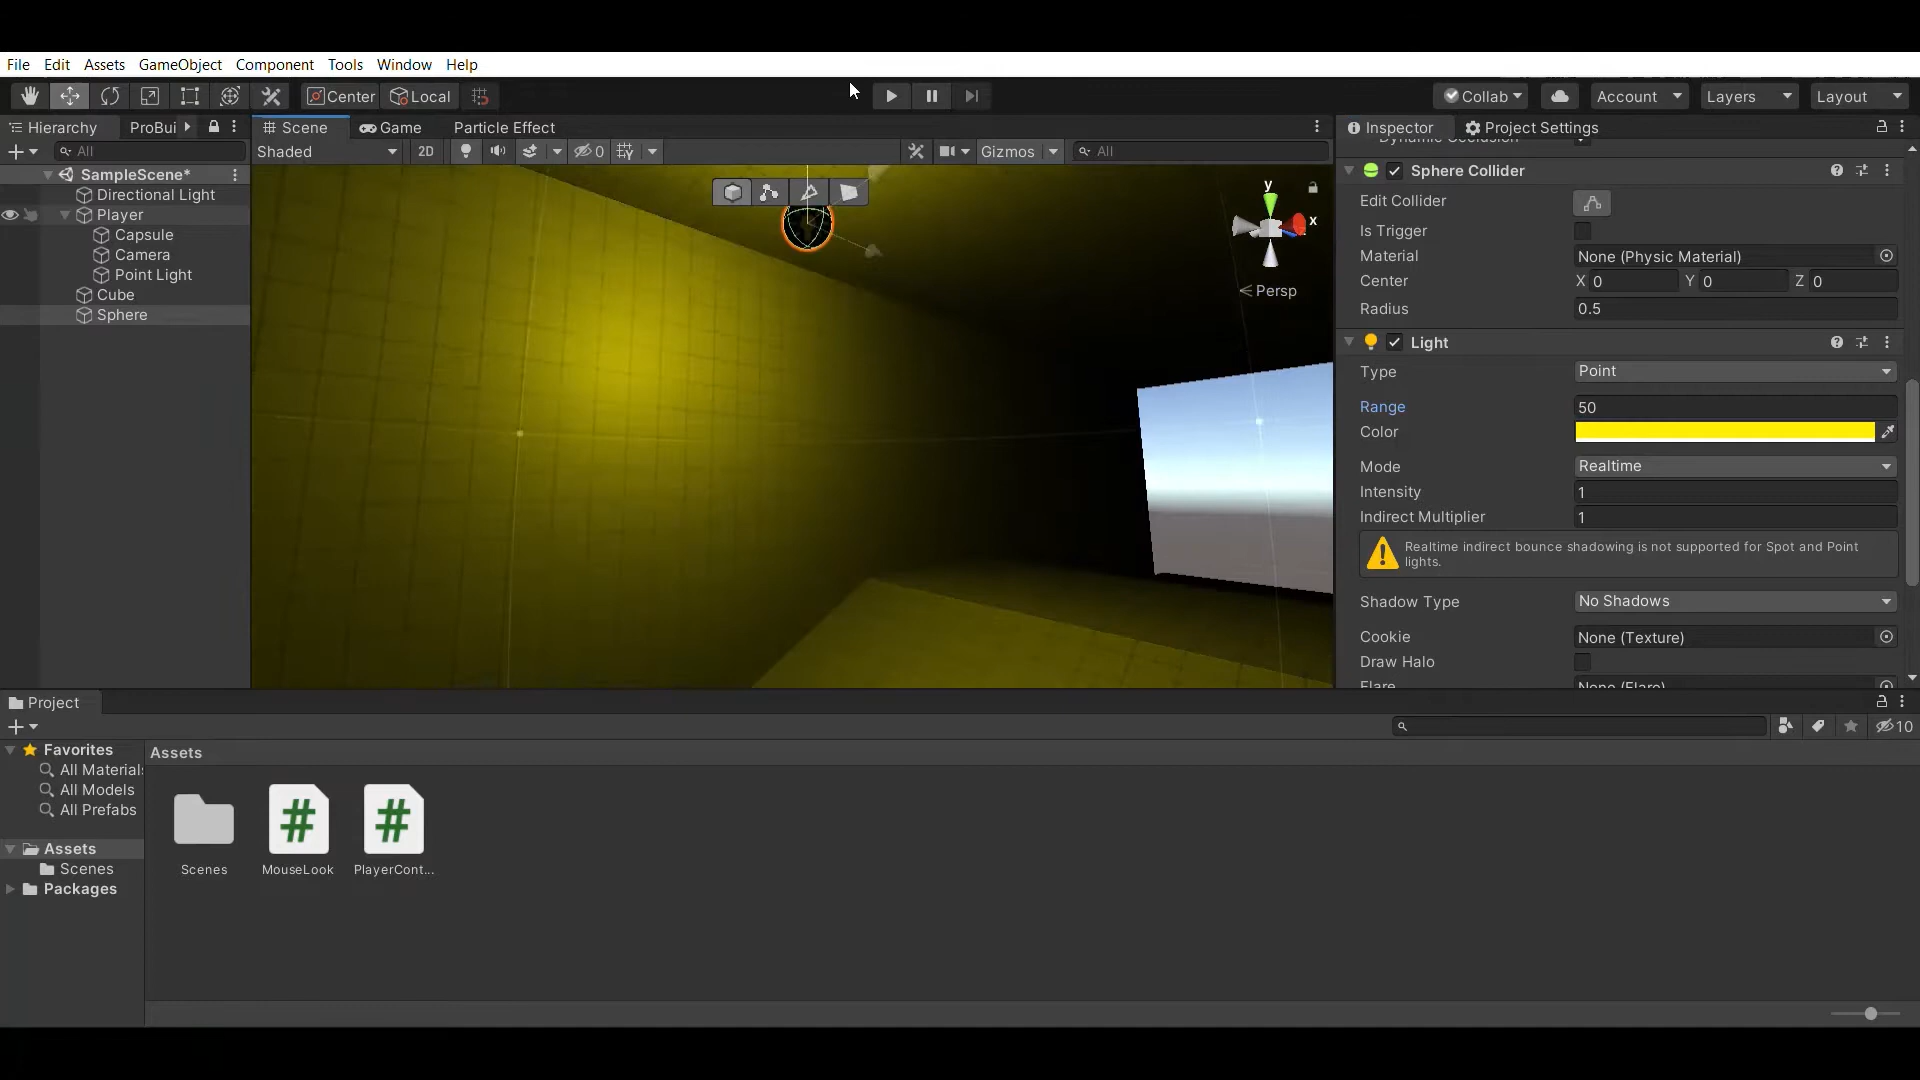 File Edit Assets GameObject Component Tools Window Help
Center Local Collab Account Layers Layout
Hierarchy ProBui Scene Game Particle Effect Inspector Project Settings
All Shaded 2D 0 Gizmos All
SampleScene*
Directional Light
Player
Capsule
Camera
Point Light
Cube
Sphere
y
x
Persp
Dynamic Occlusion
Sphere Collider
Edit Collider
Is Trigger
Material None (Physic Material)
Center X 0 Y 0 Z 0
Radius 0.5
Light
Type Point
Range 50
Color
Mode Realtime
Intensity 1
Indirect Multiplier 1
Realtime indirect bounce shadowing is not supported for Spot and Point
lights.
Shadow Type No Shadows
Cookie None (Texture)
Draw Halo
Flare None (Flare)
Project
10
Favorites
All Materials
All Models
All Prefabs
Assets
Scenes
Packages
Assets
Scenes MouseLook PlayerCont...